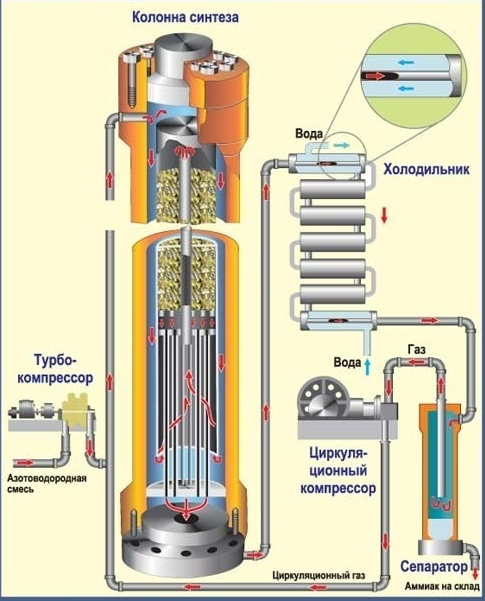 Колонна синтеза
Вода
Холодильник
Вода
Газ
Турбо-
компрессор
Азотоводородная
смесь
Циркуля-
ционный
компрессор
Сепаратор
Циркуляционный газ
Аммиак на склад